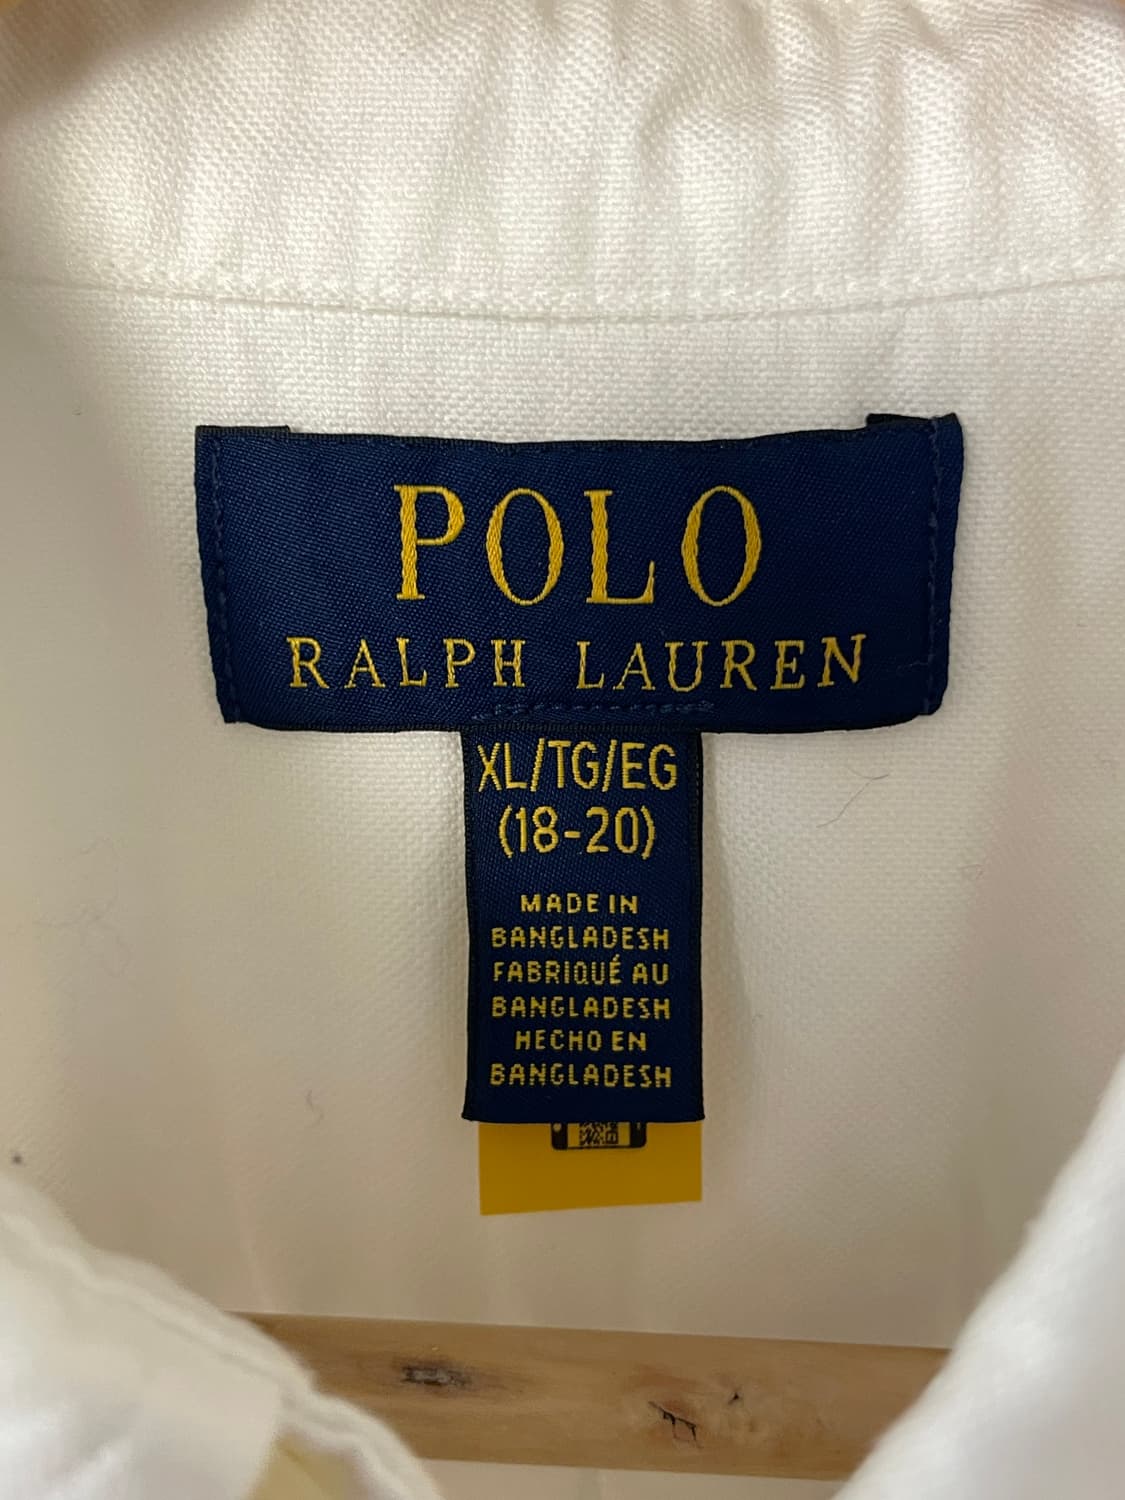 POLO
RALPH LAUREN
XL/TG/EG
(18-20)
MADE IN
BANGLADESH
FABRIQUÉ AU
BANGLADESH
HECHO EN
BANGLADESH